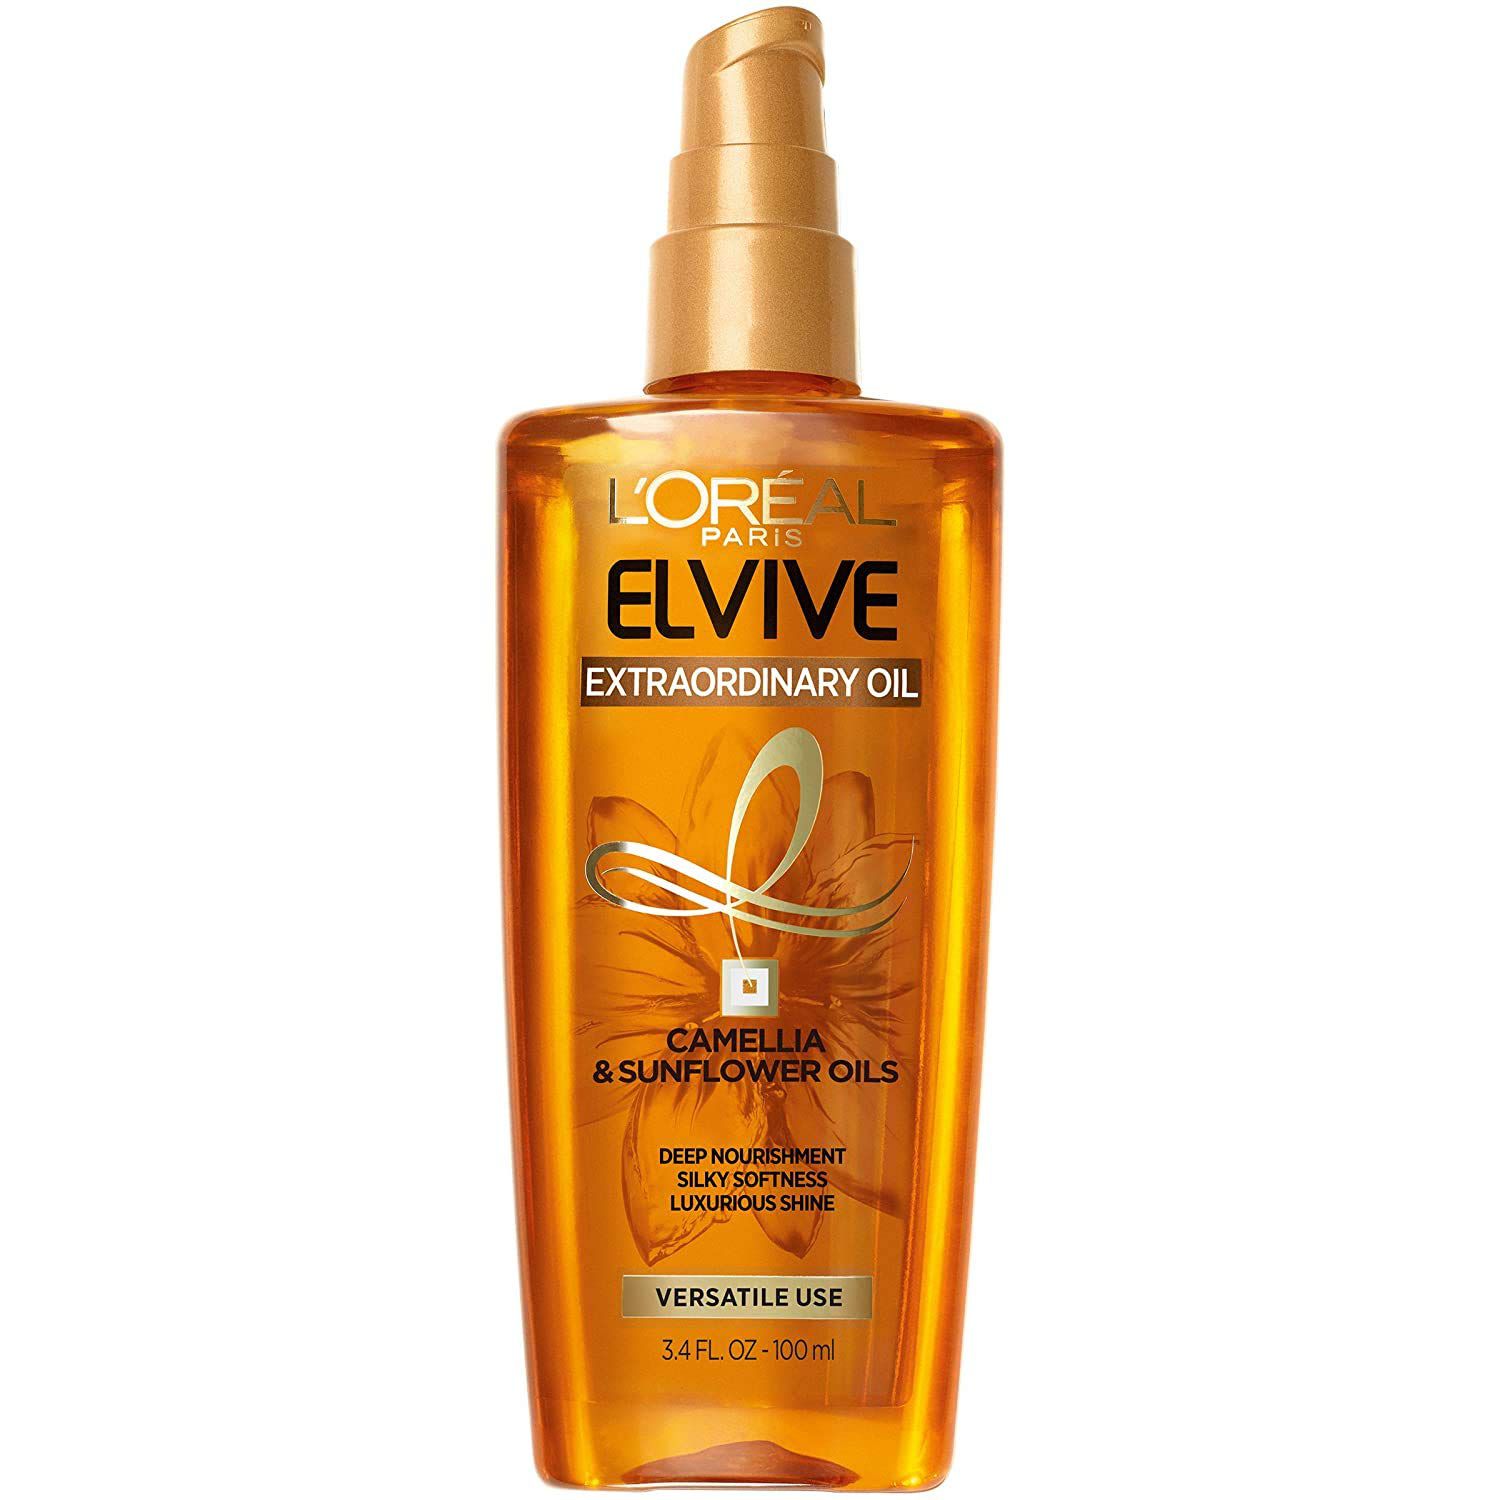 L'ORÉAL
PARIS
ELVIVE
EXTRAORDINARY OIL
CAMELLIA
& SUNFLOWER OILS
DEEP NOURISHMENT
SILKY SOFTNESS
LUXURIOUS SHINE
VERSATILE USE
3.4 FL. OZ - 100 ml